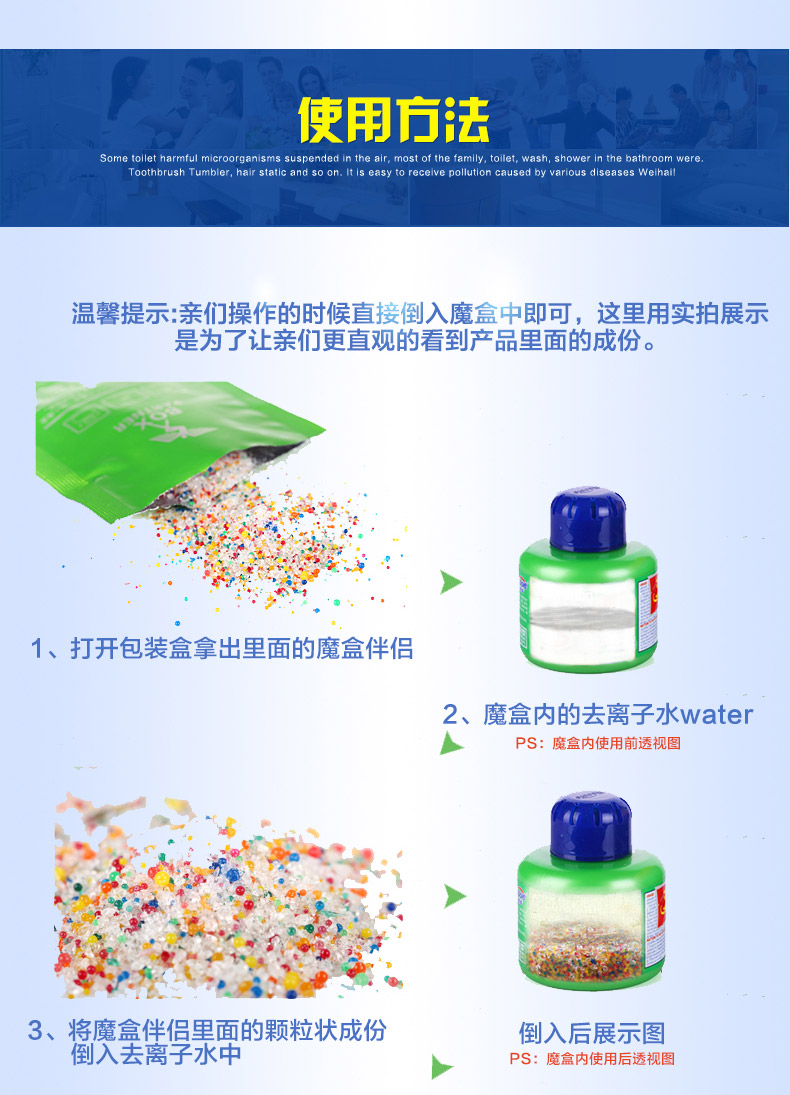 使用方法
Some toilet harmful microorganisms suspended in the air, most of the family, toilet, wash, shower in the bathroom were.
Toothbrush Tumbler, hair static and so on. It is easy to receive pollution caused by various diseases Weihai!
温馨提示:亲们操作的时候直接倒入魔盒中即可，这里用实拍展示
是为了让亲们更直观的看到产品里面的成份。
1、打开包装盒拿出里面的魔盒伴侣
2、魔盒内的去离子水water
PS：魔盒内使用前透视图
3、将魔盒伴侣里面的颗粒状成份
倒入去离子水中
倒入后展示图
PS：魔盒内使用后透视图